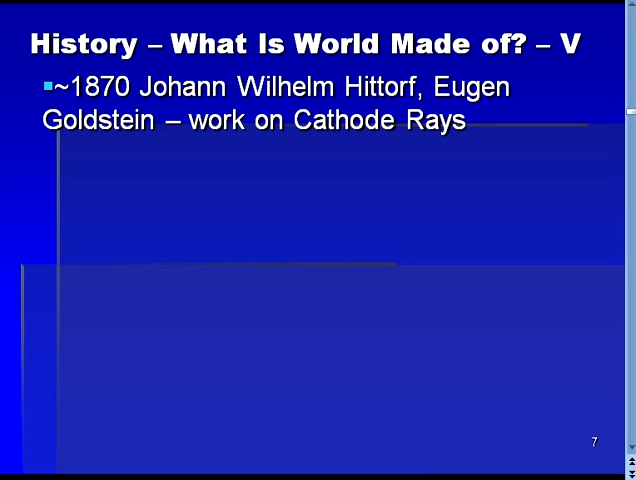 History – What Is World Made of? – V
~1870 Johann Wilhelm Hittorf, Eugen
Goldstein – work on Cathode Rays
7